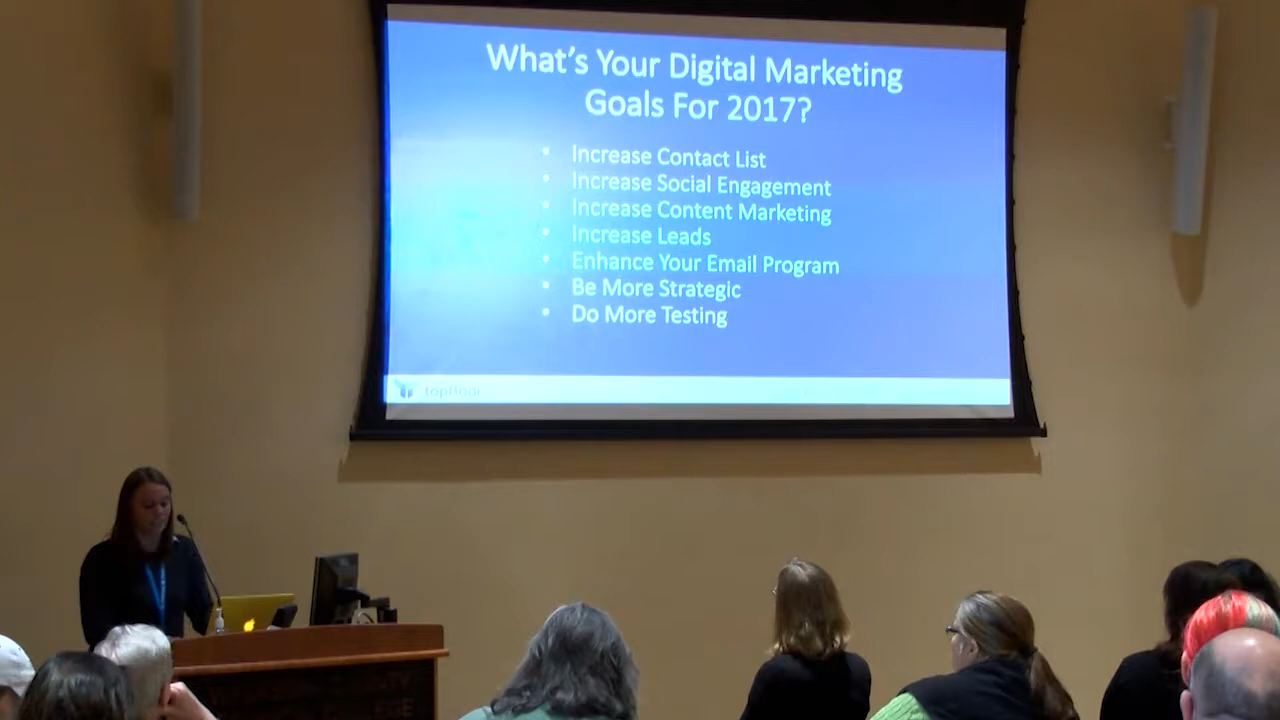 What's Your Digital Marketing
Goals For 2017?
• Increase Contact List
• Increase Social Engagement
• Increase Content Marketing
• Increase Leads
• Enhance Your Email Program
• Be More Strategic
• Do More Testing